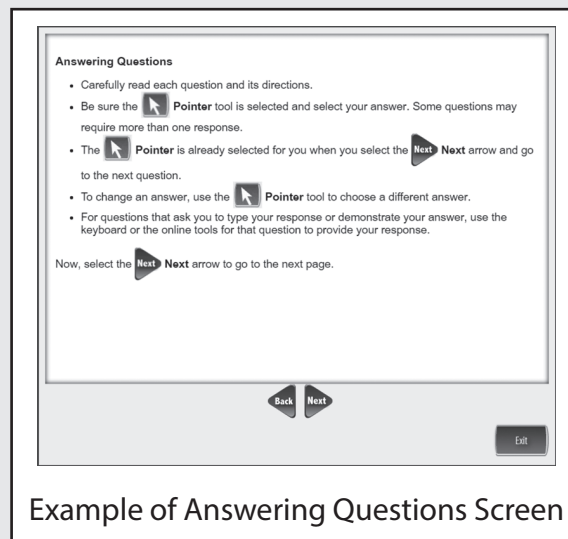 Answering Questions
• Carefully read each question and its directions.
• Be sure the Pointer tool is selected and select your answer. Some questions may
require more than one response.
• The Pointer is already selected for you when you select the Next Next arrow and go
to the next question.
• To change an answer, use the Pointer tool to choose a different answer.
• For questions that ask you to type your response or demonstrate your answer, use the
keyboard or the online tools for that question to provide your response.
Now, select the Next Next arrow to go to the next page.
Back Next
Exit
Example of Answering Questions Screen